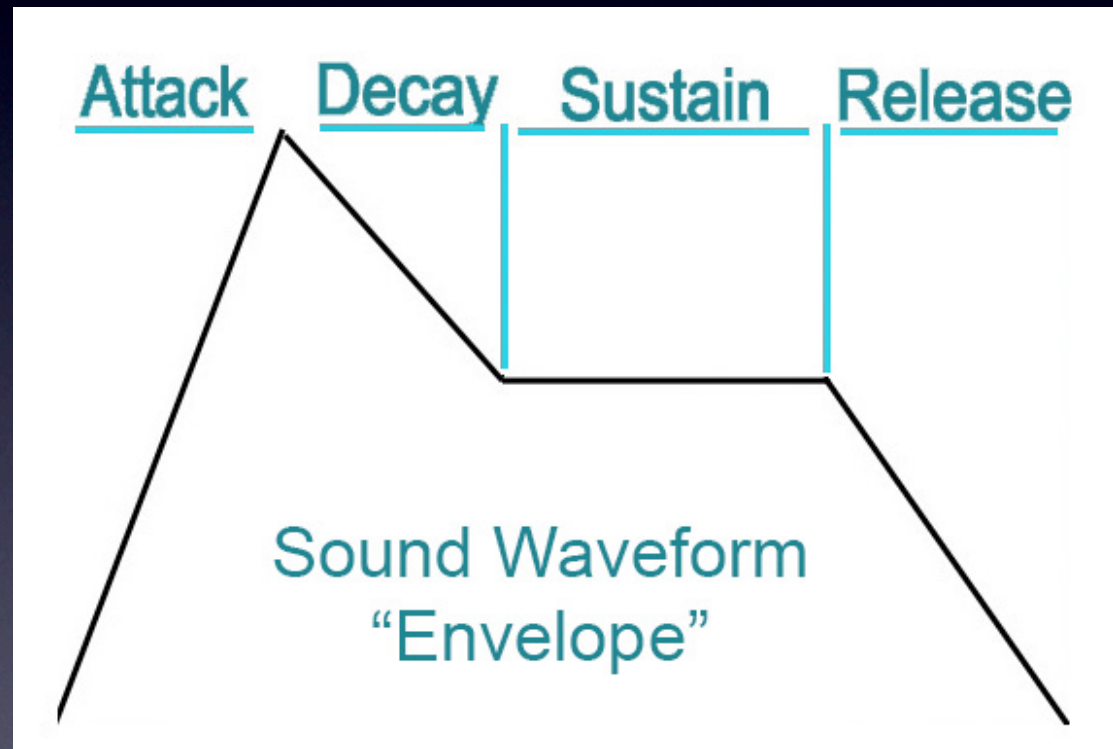 Attack Decay Sustain Release
Sound Waveform
“Envelope”